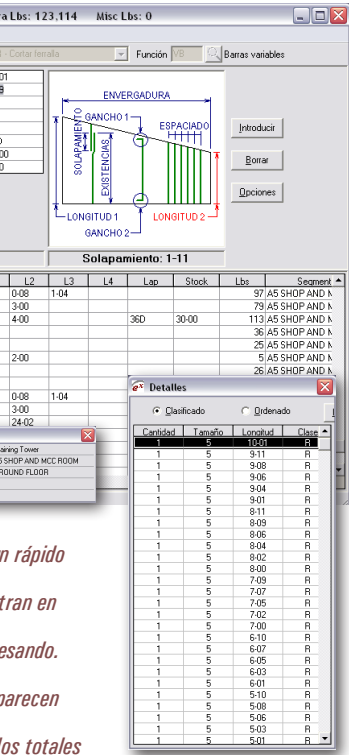 ra Lbs: 123,114 Misc Lbs: 0
- Cortar ferralla Función VB Barras variables
ENVERGADURA
GANCHO 1
ESPACIADO
SOLAPAMIENTO
EXISTENCIAS
LONGITUD 1
LONGITUD 2
GANCHO 2
Introducir
Borrar
Opciones
Solapamiento: 1-11
L2 L3 L4 Lap Stock Lbs Segment
0-08 1-04 97 A5 SHOP AND M
3-00 79 A5 SHOP AND M
4-00 36D 30-00 113 A5 SHOP AND M
36 A5 SHOP AND M
25 A5 SHOP AND M
2-00 5 A5 SHOP AND M
26 A5 SHOP AND M
0-08 1-04
3-00
24-02
aining Tower
5 SHOP AND MCC ROOM
ROUND FLOOR
Detalles
Clasificado Ordenado
Cantidad Tamaño Longitud Clase
1 5 10-01 R
1 5 9-11 R
1 5 9-08 R
1 5 9-06 R
1 5 9-04 R
1 5 9-01 R
1 5 8-11 R
1 5 8-09 R
1 5 8-06 R
1 5 8-04 R
1 5 8-02 R
1 5 8-00 R
1 5 7-09 R
1 5 7-07 R
1 5 7-05 R
1 5 7-02 R
1 5 7-00 R
1 5 6-10 R
1 5 6-07 R
1 5 6-05 R
1 5 6-03 R
1 5 6-01 R
1 5 5-10 R
1 5 5-08 R
1 5 5-06 R
1 5 5-03 R
1 5 5-01 R
n rápido
tran en
esando.
parecen
los totales